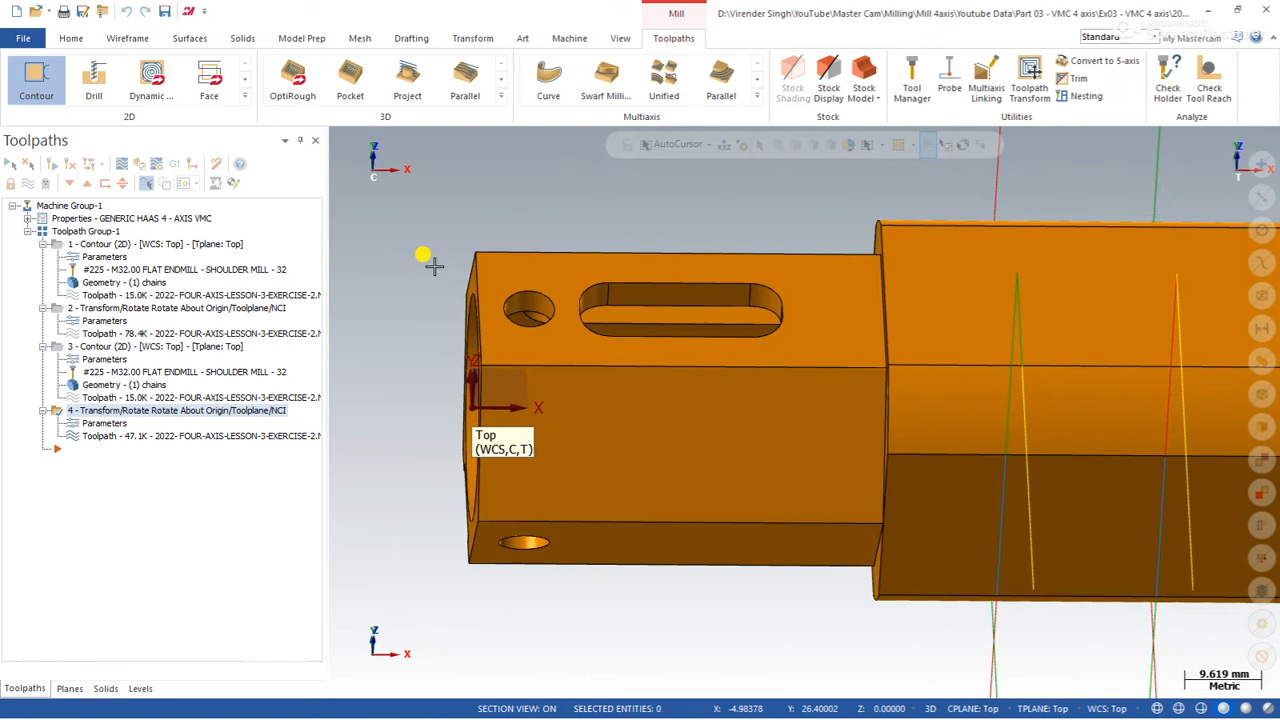 Mill
D:\Virender Singh\YouTube\Master Cam\Milling\Mill 4axis\Youtube Data\Part 03 - VMC 4 axis\Ex03 - VMC 4 axis\20...
File
Home
Wireframe
Surfaces
Solids
Model Prep
Mesh
Drafting
Transform
Art
Machine
View
Toolpaths
Standard
My Mastercam
Contour
Drill
Dynamic ...
Face
OptiRough
Pocket
Project
Parallel
Curve
Swarf Milli...
Unified
Parallel
Stock Shading
Stock Display
Stock Model
Tool Manager
Probe
Multiaxis Linking
Toolpath Transform
Convert to 5-axis
Trim
Nesting
Check Holder
Check Tool Reach
2D
3D
Multiaxis
Stock
Utilities
Analyze
Toolpaths
AutoCursor
G1
Machine Group-1
Properties - GENERIC HAAS 4 - AXIS VMC
Toolpath Group-1
1 - Contour (2D) - [WCS: Top] - [Tplane: Top]
Parameters
#225 - M32.00 FLAT ENDMILL - SHOULDER MILL - 32
Geometry - (1) chains
Toolpath - 15.0K - 2022- FOUR-AXIS-LESSON-3-EXERCISE-2.N
2 - Transform/Rotate Rotate About Origin/Toolplane/NCI
Parameters
Toolpath - 78.4K - 2022- FOUR-AXIS-LESSON-3-EXERCISE-2.N
3 - Contour (2D) - [WCS: Top] - [Tplane: Top]
Parameters
#225 - M32.00 FLAT ENDMILL - SHOULDER MILL - 32
Geometry - (1) chains
Toolpath - 15.0K - 2022- FOUR-AXIS-LESSON-3-EXERCISE-2.N
4 - Transform/Rotate Rotate About Origin/Toolplane/NCI
Parameters
Toolpath - 47.1K - 2022- FOUR-AXIS-LESSON-3-EXERCISE-2.N
Z
X
C
Z
X
T
Y
X
Top
(WCS,C,T)
X
9.619 mm
Metric
Toolpaths
Planes
Solids
Levels
SECTION VIEW: ON
SELECTED ENTITIES: 0
X: -4.98378
Y: 26.40002
Z: 0.00000
3D
CPLANE: Top
TPLANE: Top
WCS: Top